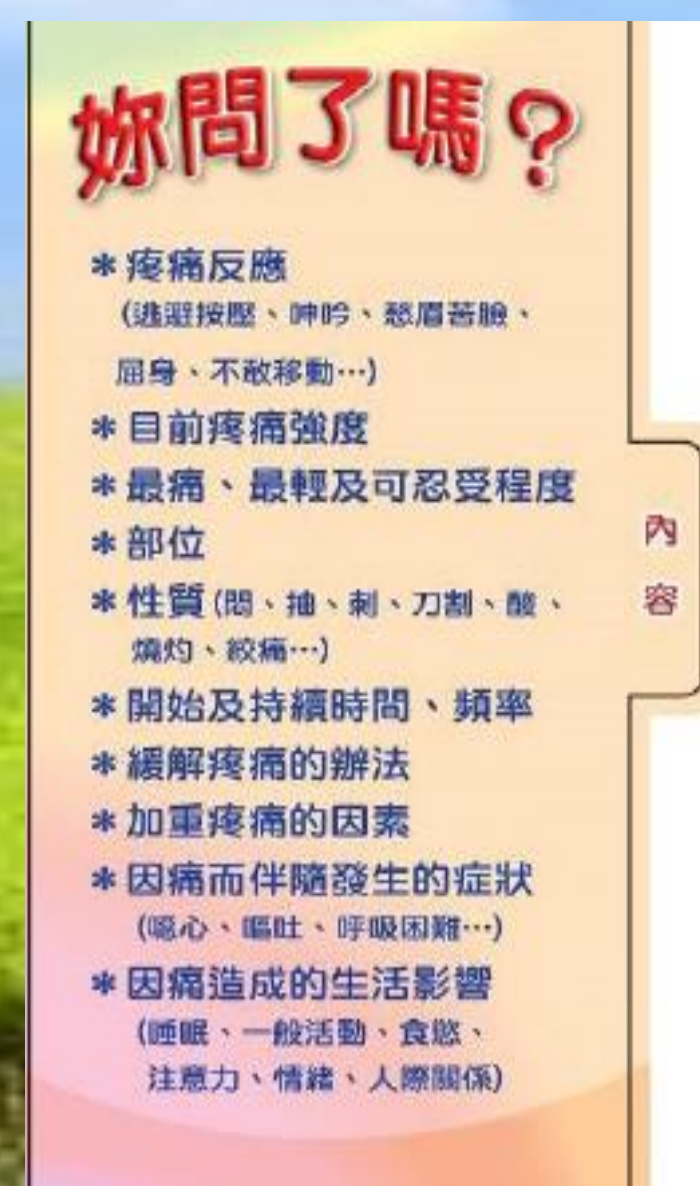 妳問了嗎？
＊疼痛反應
(逃避按壓、呻吟、愁眉苦臉、
屈身、不敢移動…)
＊目前疼痛強度
＊最痛、最輕及可忍受程度
＊部位
＊性質(悶、抽、刺、刀割、酸、
燒灼、絞痛…)
＊開始及持續時間、頻率
＊緩解疼痛的辦法
＊加重疼痛的因素
＊因痛而伴隨發生的症狀
(噁心、嘔吐、呼吸困難…)
＊因痛造成的生活影響
(睡眠、一般活動、食慾、
注意力、情緒、人際關係)
內
容